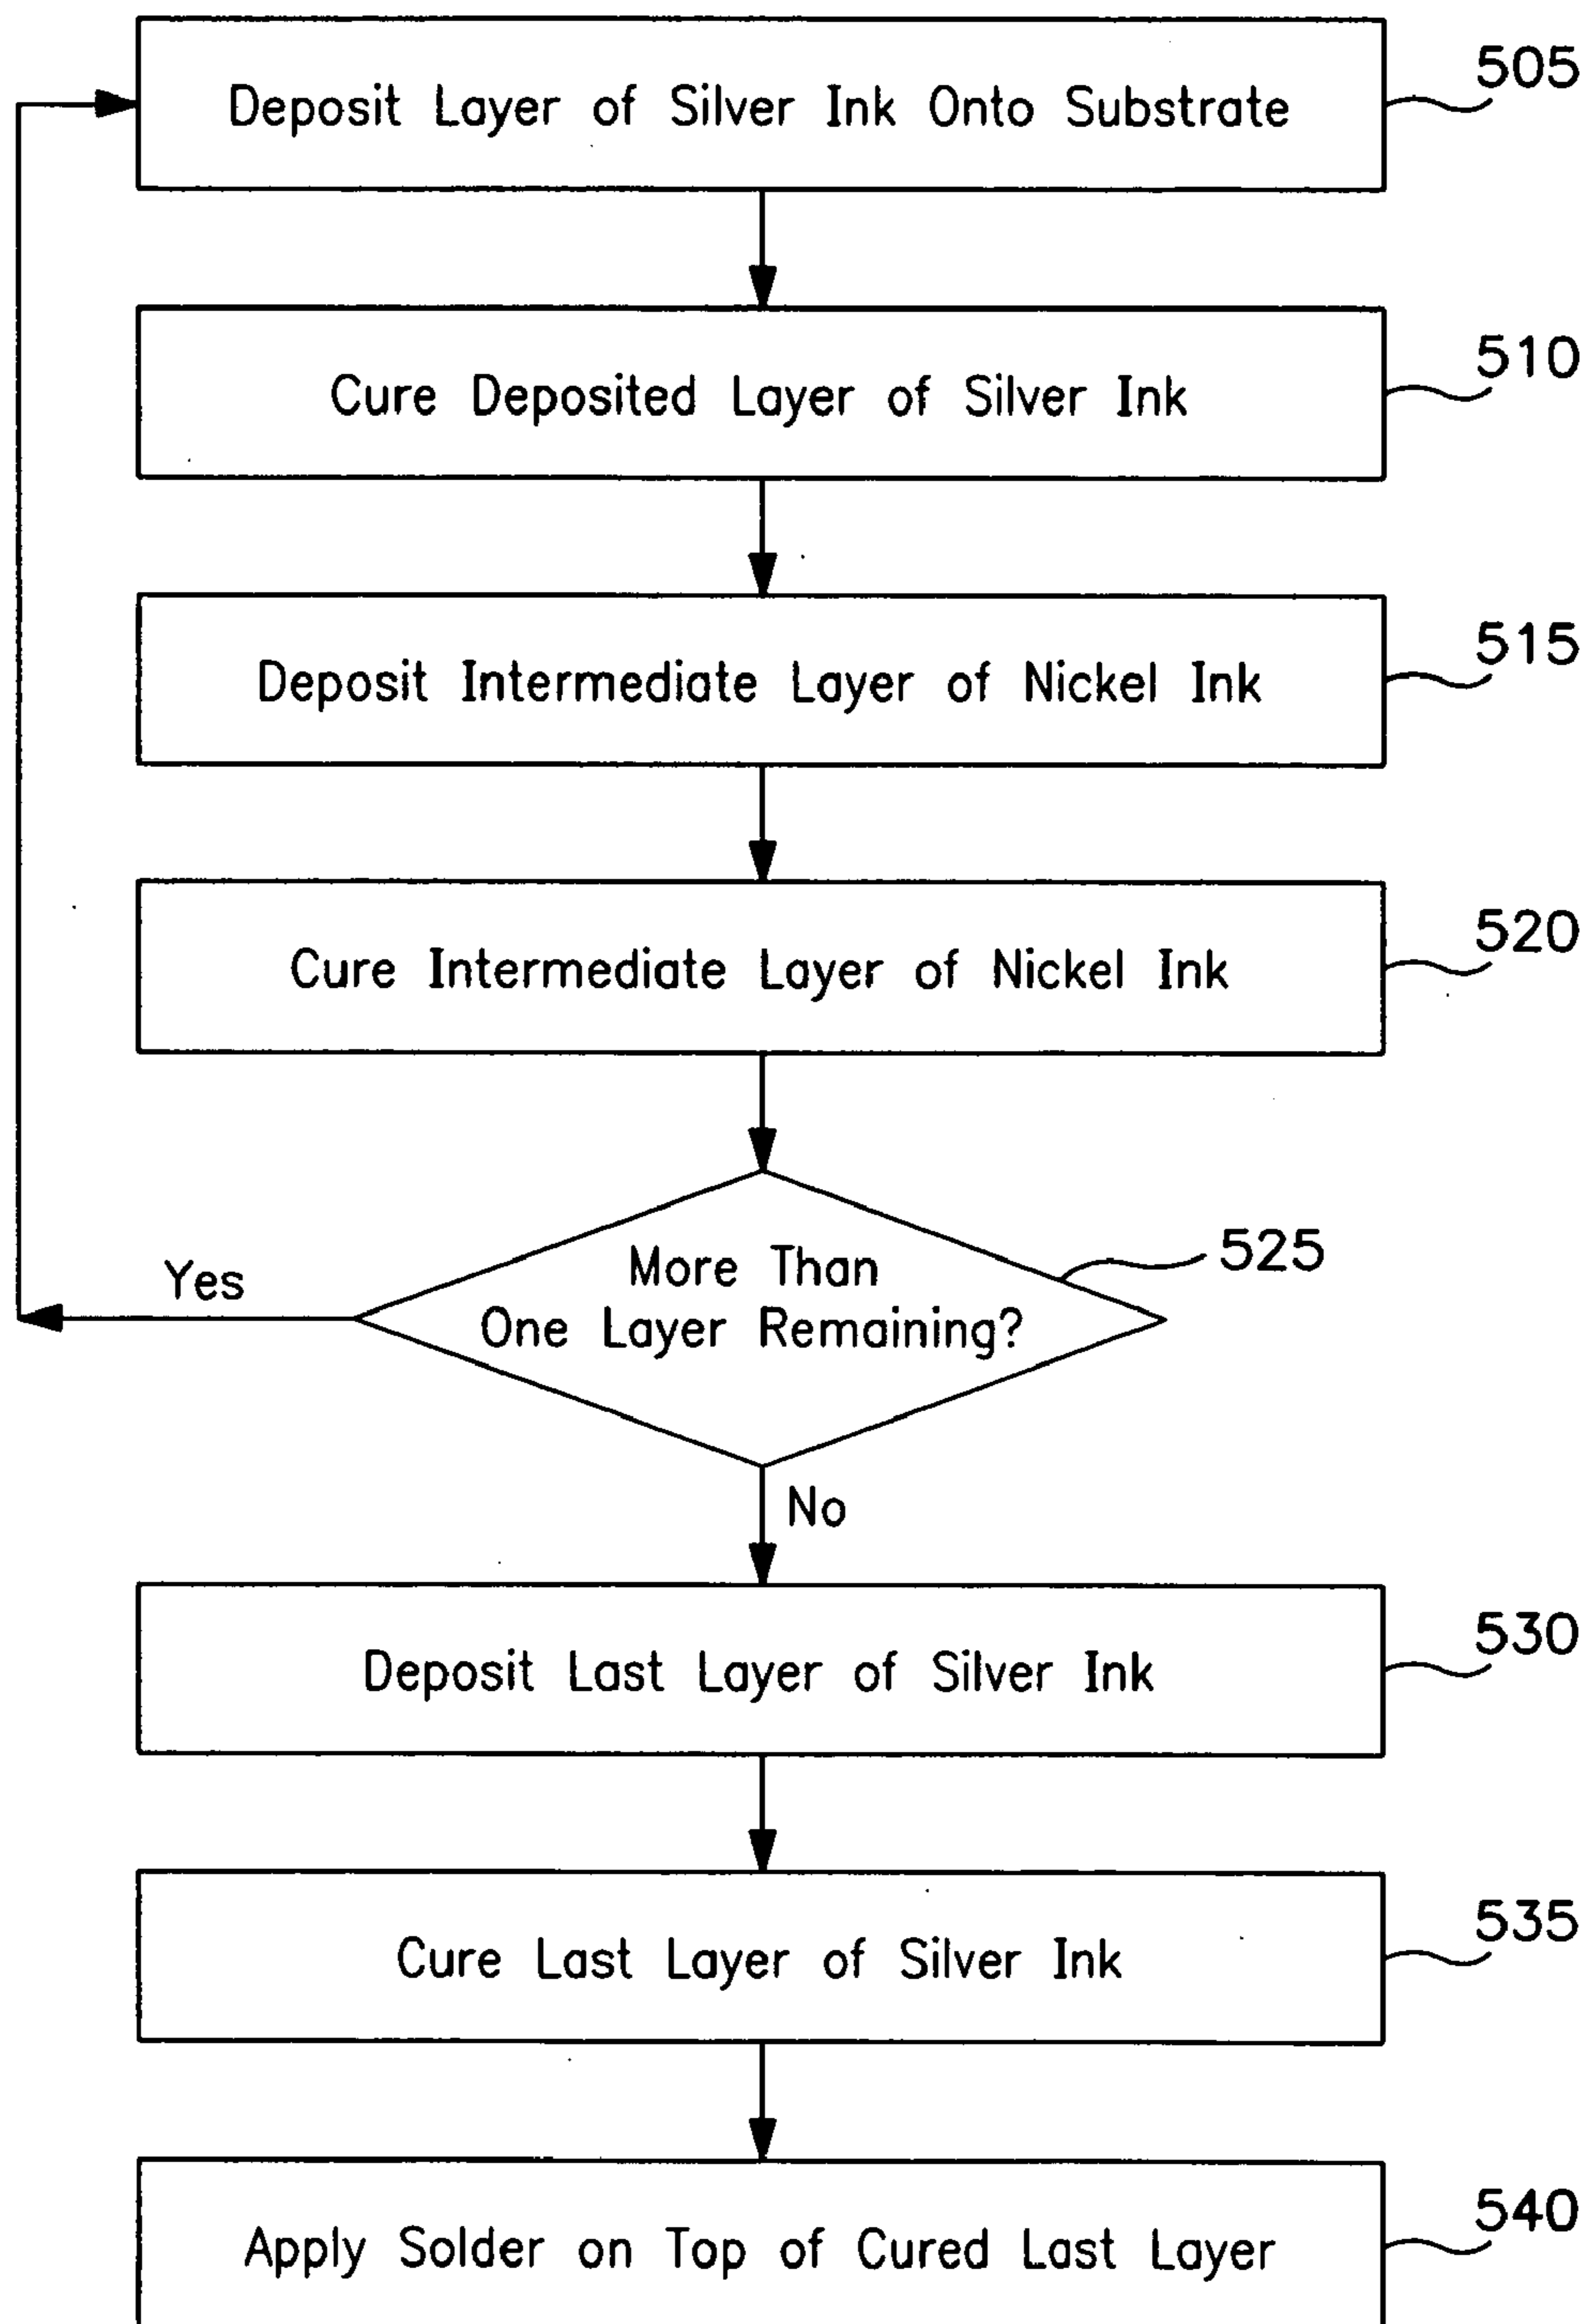 Deposit Layer of Silver Ink Onto Substrate
505
Cure Deposited Layer of Silver Ink
510
Deposit Intermediate Layer of Nickel Ink
515
Cure Intermediate Layer of Nickel Ink
520
More Than
One Layer Remaining?
525
Yes
No
Deposit Last Layer of Silver Ink
530
Cure Last Layer of Silver Ink
535
Apply Solder on Top of Cured Last Layer
540